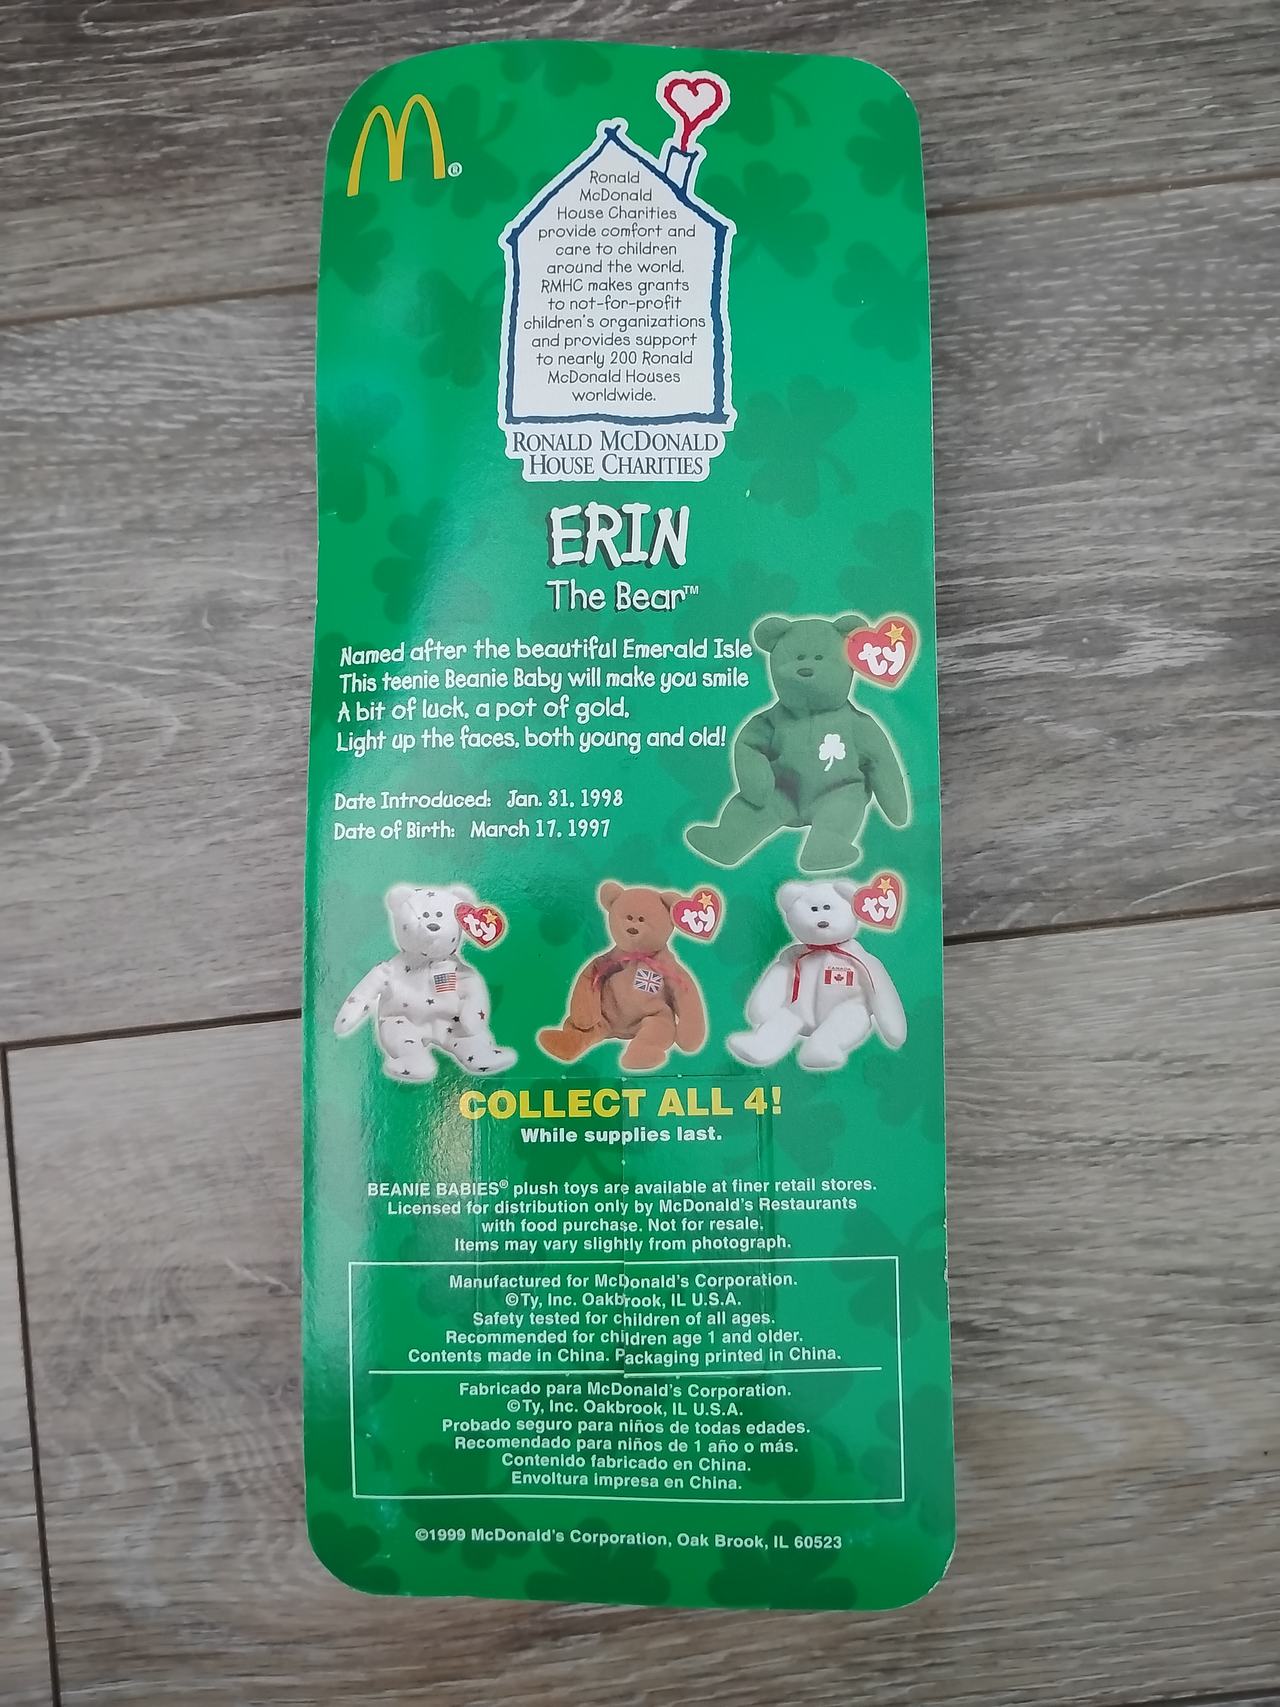 M®
Ronald
McDonald
House Charities
provide comfort and
care to children
around the world.
RMHC makes grants
to not-for-profit
children's organizations
and provides support
to nearly 200 Ronald
McDonald Houses
worldwide.
RONALD MCDONALD
HOUSE CHARITIES
ERIN
The Bear™
Named after the beautiful Emerald Isle
This teenie Beanie Baby will make you smile
A bit of luck, a pot of gold,
Light up the faces, both young and old!
ty
Date Introduced: Jan. 31, 1998
Date of Birth: March 17, 1997
ty
ty
ty
CANADA
COLLECT ALL 4!
While supplies last.
BEANIE BABIES® plush toys are available at finer retail stores.
Licensed for distribution only by McDonald's Restaurants
with food purchase. Not for resale.
Items may vary slightly from photograph.
Manufactured for McDonald's Corporation.
©Ty, Inc. Oakbrook, IL U.S.A.
Safety tested for children of all ages.
Recommended for children age 1 and older.
Contents made in China. Packaging printed in China.
Fabricado para McDonald's Corporation.
©Ty, Inc. Oakbrook, IL U.S.A.
Probado seguro para niños de todas edades.
Recomendado para niños de 1 año o más.
Contenido fabricado en China.
Envoltura impresa en China.
©1999 McDonald's Corporation, Oak Brook, IL 60523